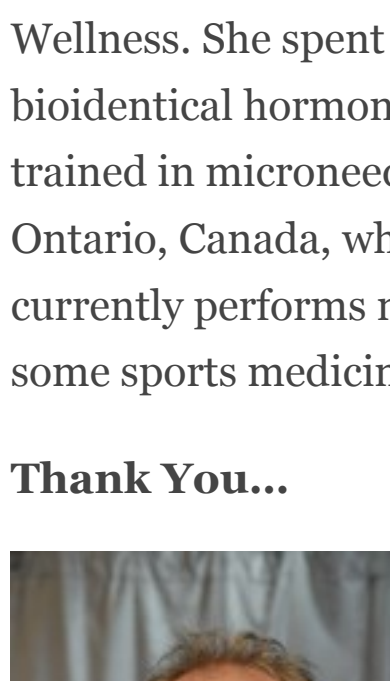 Wellness. She spent
bioidentical hormon
trained in microneed
Ontario, Canada, wh
currently performs
some sports medicin
Thank You...